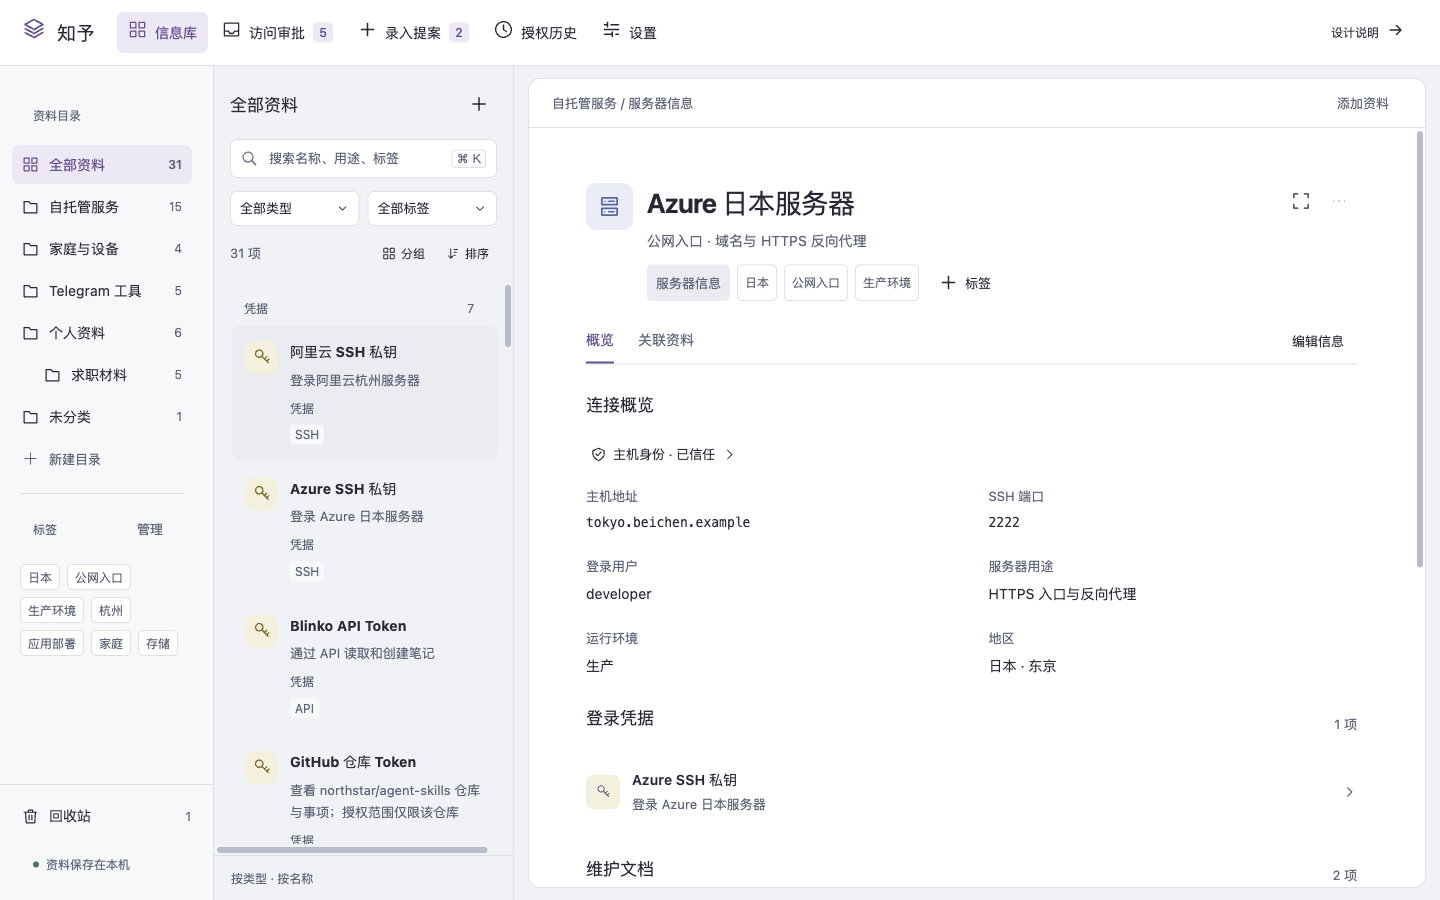 知予
信息库
访问审批 5
录入提案 2
授权历史
设置
设计说明
资料目录
全部资料 31
自托管服务 15
家庭与设备 4
Telegram 工具 5
个人资料 6
求职材料 5
未分类 1
新建目录
标签 管理
日本 公网入口
生产环境 杭州
应用部署 家庭 存储
回收站 1
资料保存在本机
全部资料
搜索名称、用途、标签 ⌘ K
全部类型 全部标签
31 项 分组 排序
凭据 7
阿里云 SSH 私钥
登录阿里云杭州服务器
凭据
SSH
Azure SSH 私钥
登录 Azure 日本服务器
凭据
SSH
Blinko API Token
通过 API 读取和创建笔记
凭据
API
GitHub 仓库 Token
查看 northstar/agent-skills 仓库
与事项；授权范围仅限该仓库
凭据
按类型 · 按名称
自托管服务 / 服务器信息 添加资料
Azure 日本服务器
公网入口 · 域名与 HTTPS 反向代理
服务器信息 日本 公网入口 生产环境 标签
概览 关联资料 编辑信息
连接概览
主机身份 · 已信任
主机地址 SSH 端口
tokyo.beichen.example 2222
登录用户 服务器用途
developer HTTPS 入口与反向代理
运行环境 地区
生产 日本 · 东京
登录凭据 1 项
Azure SSH 私钥
登录 Azure 日本服务器
维护文档 2 项